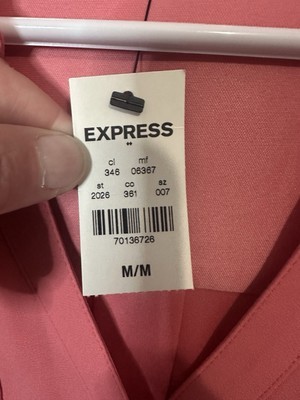 EXPRESS
cl mf
346 06367
st co sz
2026 361 007
70136726
M/M